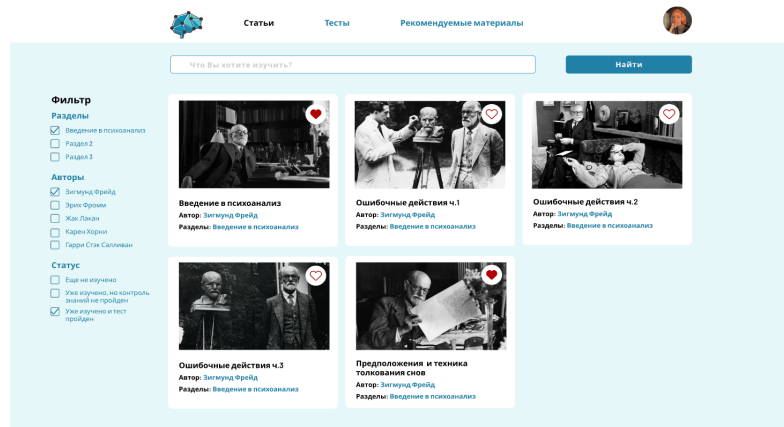 Статьи
Тесты
Рекомендуемые материалы
Что Вы хотите изучить?
Найти
Фильтр
Разделы
Введение в психоанализ
Раздел 2
Раздел 3
Авторы
Зигмунд Фрейд
Эрих Фромм
Жак Лакан
Карен Хорни
Гарри Стэк Салливан
Статус
Еще не изучено
Уже изучено, но контроль
знаний не пройден
Уже изучено и тест
пройден
Введение в психоанализ
Автор: Зигмунд Фрейд
Разделы: Введение в психоанализ
Ошибочные действия ч.1
Автор: Зигмунд Фрейд
Разделы: Введение в психоанализ
Ошибочные действия ч.2
Автор: Зигмунд Фрейд
Разделы: Введение в психоанализ
Ошибочные действия ч.3
Автор: Зигмунд Фрейд
Разделы: Введение в психоанализ
Предположения и техника
толкования снов
Автор: Зигмунд Фрейд
Разделы: Введение в психоанализ